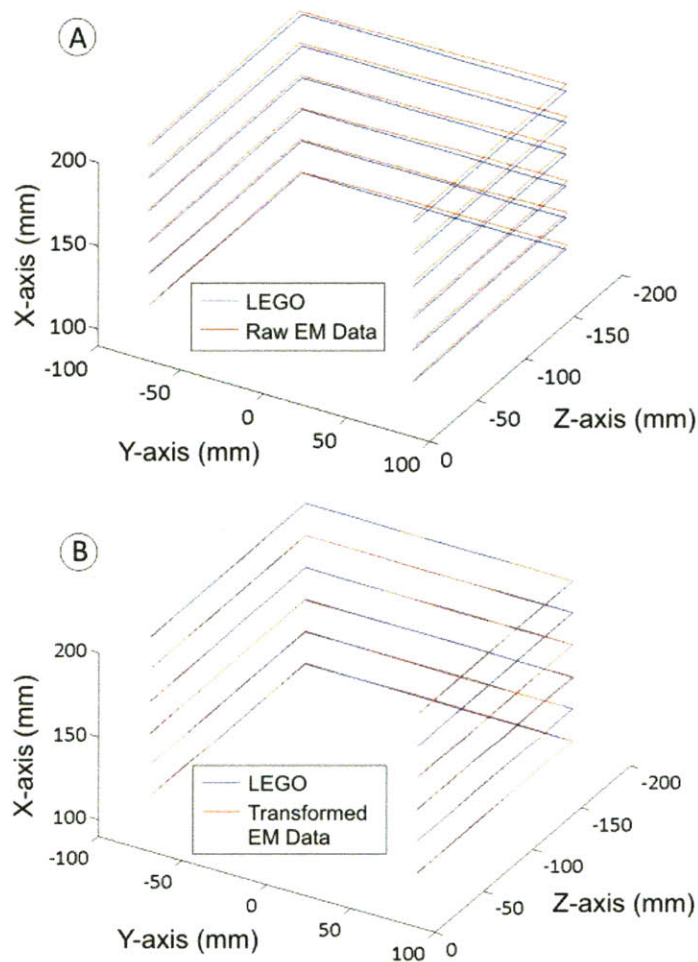 A
200
150
100
X-axis (mm)
-100
-50
0
50
100
Y-axis (mm)
0
-50
-100
-150
-200
Z-axis (mm)
LEGO
Raw EM Data
B
200
150
100
X-axis (mm)
-100
-50
0
50
100
Y-axis (mm)
0
-50
-100
-150
-200
Z-axis (mm)
LEGO
Transformed
EM Data